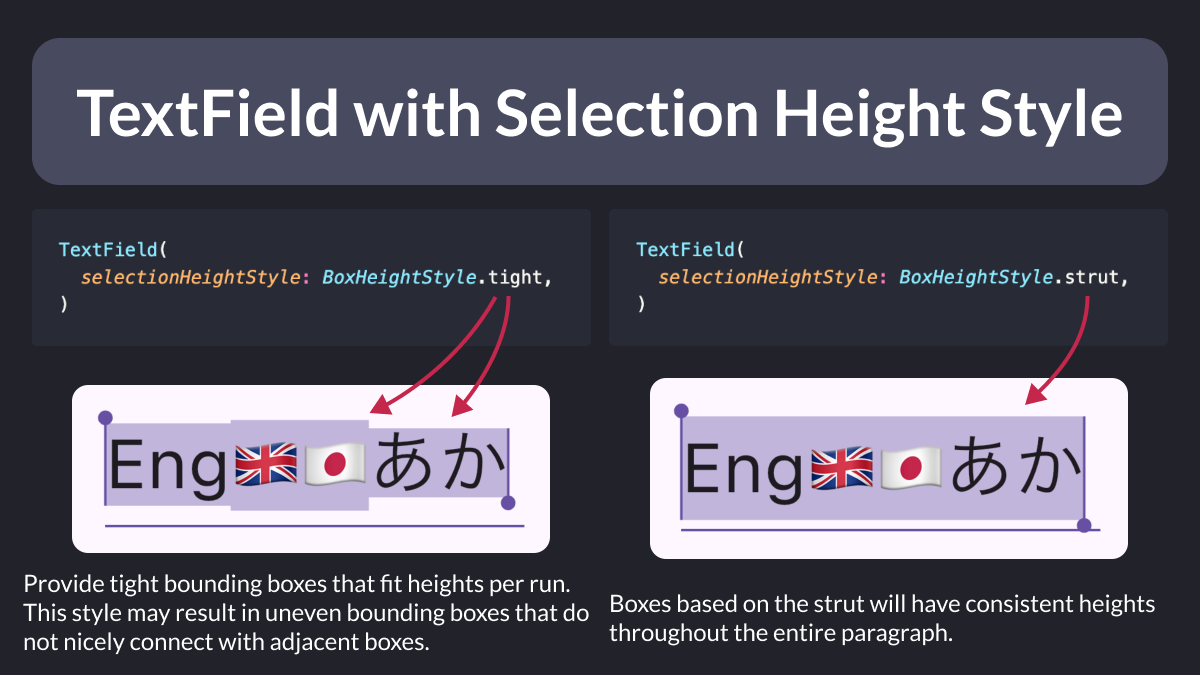 TextField with Selection Height Style
TextField(
selectionHeightStyle: BoxHeightStyle.tight,
)
Eng🇬🇧🇯🇵あか
Provide tight bounding boxes that fit heights per run.
This style may result in uneven bounding boxes that do
not nicely connect with adjacent boxes.
TextField(
selectionHeightStyle: BoxHeightStyle.strut,
)
Eng🇬🇧🇯🇵あか
Boxes based on the strut will have consistent heights
throughout the entire paragraph.